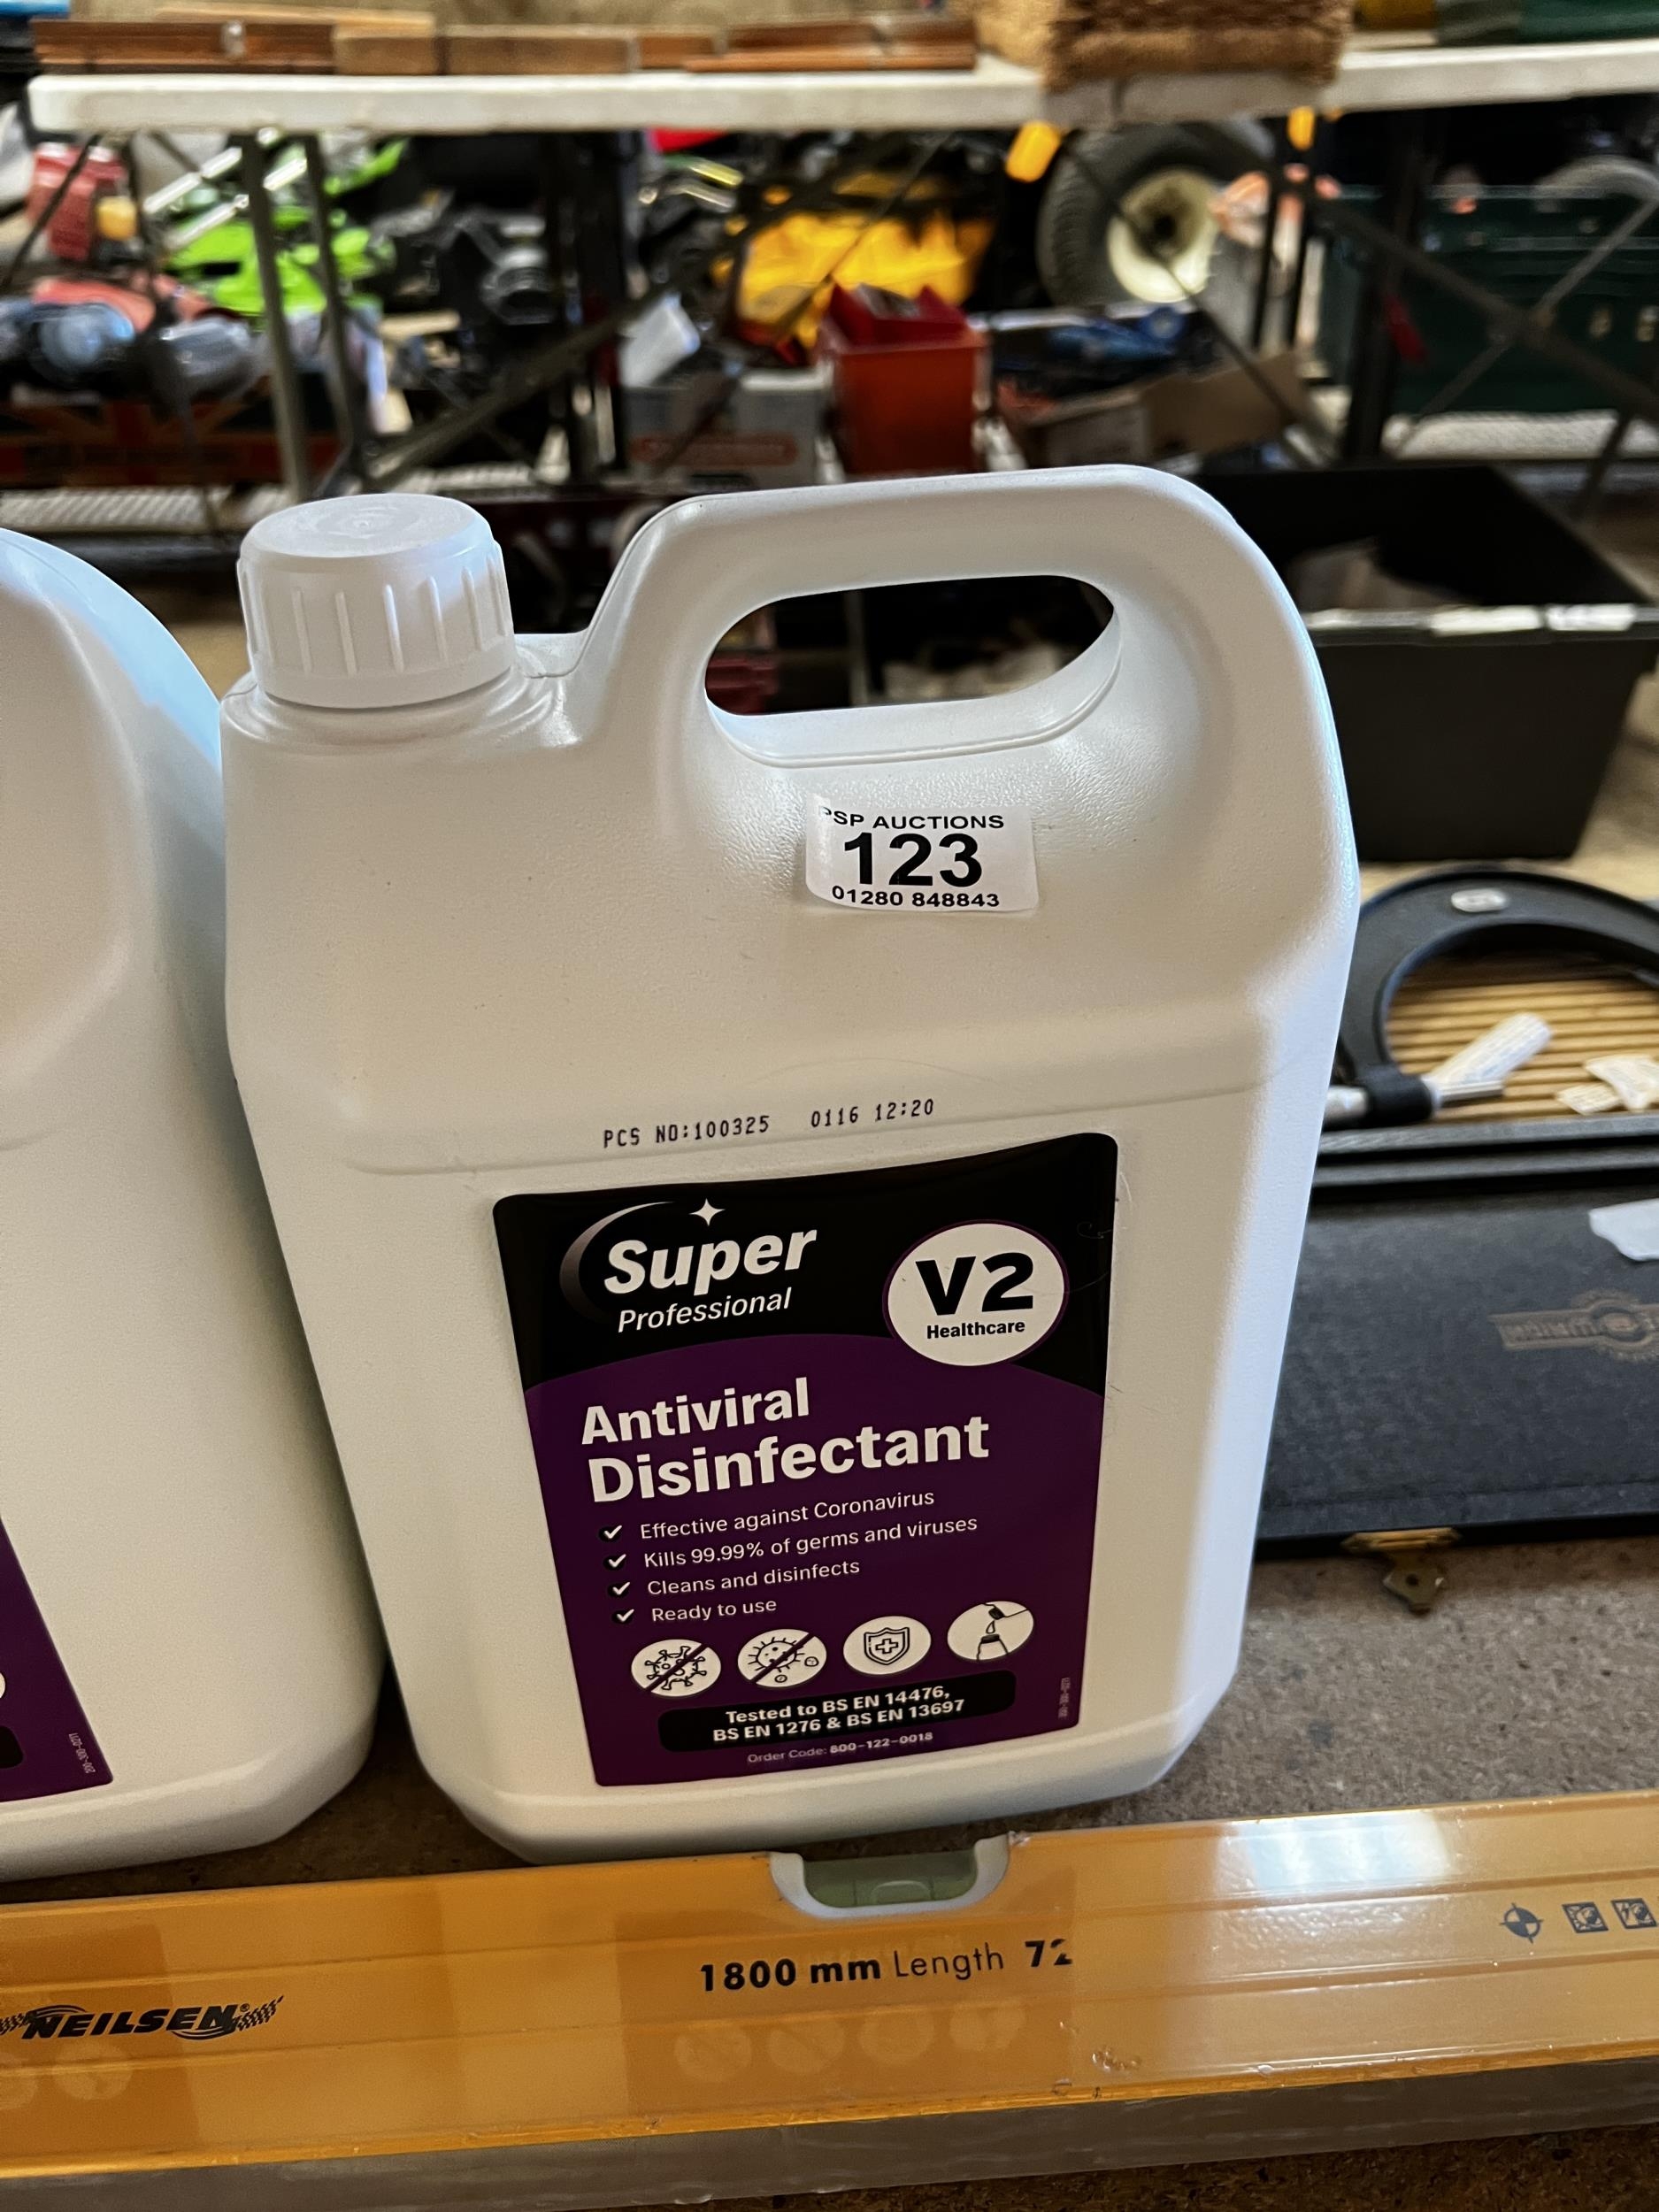 PSP AUCTIONS
123
01280 848843
PCS NO:100325 0116 12:20
Super
Professional
V2
Healthcare
Antiviral
Disinfectant
Effective against Coronavirus
Kills 99.99% of germs and viruses
Cleans and disinfects
Ready to use
Tested to BS EN 14476,
BS EN 1276 & BS EN 13697
Order Code: 800-122-0018
1800 mm Length 72
NEILSEN®